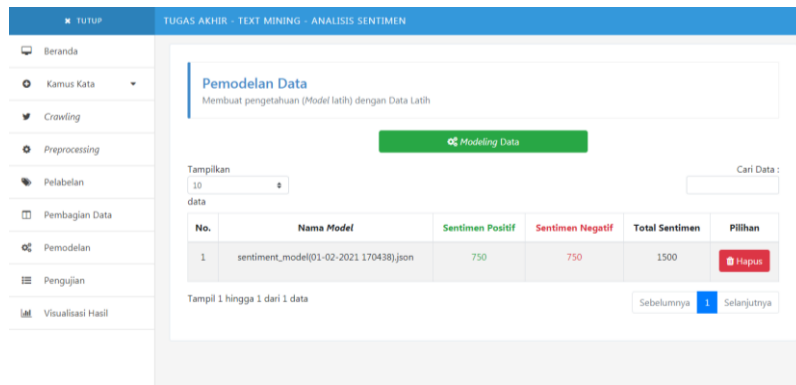 ✖ TUTUP
TUGAS AKHIR - TEXT MINING - ANALISIS SENTIMEN
Beranda
Kamus Kata
Crawling
Preprocessing
Pelabelan
Pembagian Data
Pemodelan
Pengujian
Visualisasi Hasil
Pemodelan Data
Membuat pengetahuan (Model latih) dengan Data Latih
Modeling Data
Tampilkan
10
data
Cari Data :
No. Nama Model Sentimen Positif Sentimen Negatif Total Sentimen Pilihan
1 sentiment_model(01-02-2021 170438).json 750 750 1500 Hapus
Tampil 1 hingga 1 dari 1 data
Sebelumnya 1 Selanjutnya